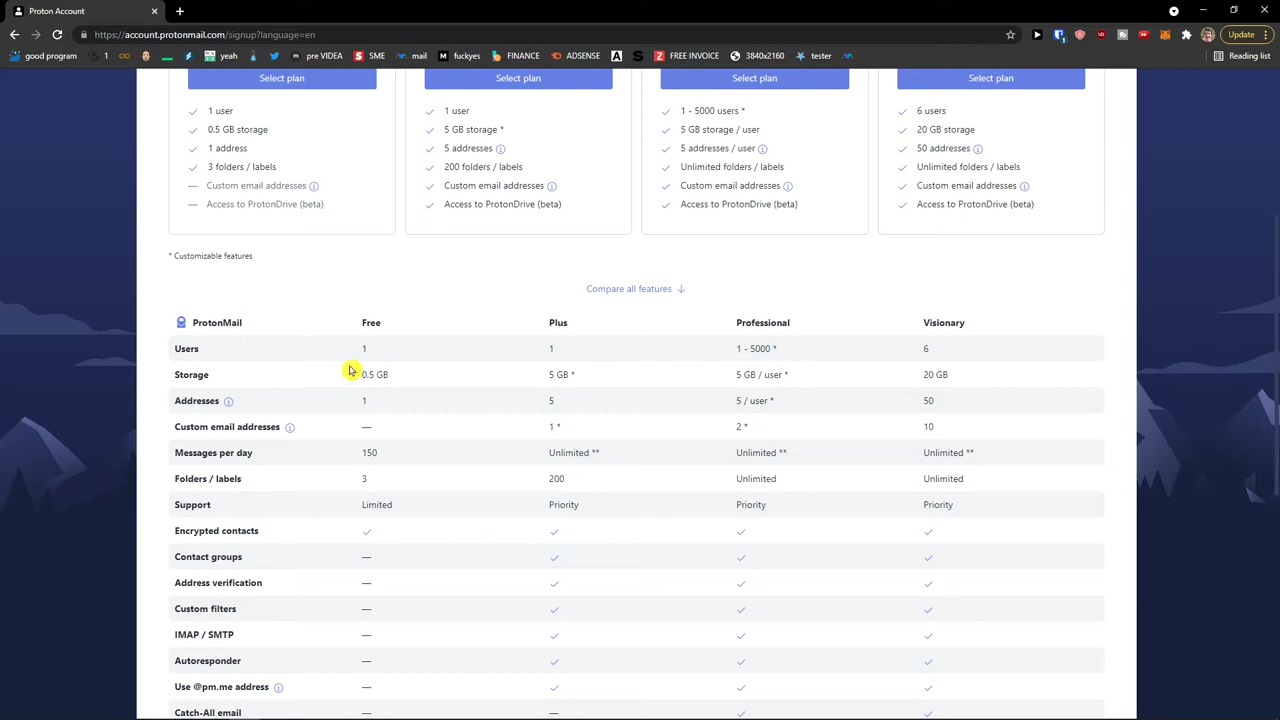 Proton Account
https://account.protonmail.com/signup?language=en
Update
good program
1
yeah
pre VIDEA
SME
mail
fuckyes
FINANCE
ADSENSE
FREE INVOICE
3840x2160
tester
Reading list
Select plan Select plan Select plan Select plan
1 user 1 user 1 - 5000 users * 6 users
0.5 GB storage 5 GB storage * 5 GB storage / user 20 GB storage
1 address 5 addresses 5 addresses / user 50 addresses
3 folders / labels 200 folders / labels Unlimited folders / labels Unlimited folders / labels
Custom email addresses Custom email addresses Custom email addresses Custom email addresses
Access to ProtonDrive (beta) Access to ProtonDrive (beta) Access to ProtonDrive (beta) Access to ProtonDrive (beta)
* Customizable features
Compare all features
ProtonMail Free Plus Professional Visionary
Users 1 1 1 - 5000 * 6
Storage 0.5 GB 5 GB * 5 GB / user * 20 GB
Addresses 1 5 5 / user * 50
Custom email addresses — 1 * 2 * 10
Messages per day 150 Unlimited ** Unlimited ** Unlimited **
Folders / labels 3 200 Unlimited Unlimited
Support Limited Priority Priority Priority
Encrypted contacts
Contact groups —
Address verification —
Custom filters —
IMAP / SMTP —
Autoresponder —
Use @pm.me address —
Catch-All email — —